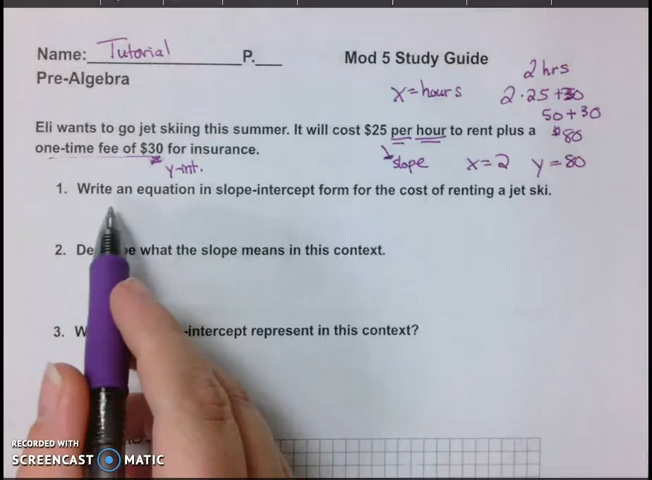 Name: Tutorial P.___ Mod 5 Study Guide
Pre-Algebra
2 hrs
x = hours
2 · 25 + 30
50 + 30
$80
Eli wants to go jet skiing this summer. It will cost $25 per hour to rent plus a
one-time fee of $30 for insurance.
y-int.
slope
x = 2 y = 80
1. Write an equation in slope-intercept form for the cost of renting a jet ski.
2. what the slope means in this context.
3. -intercept represent in this context?
RECORDED WITH
SCREENCAST MATIC